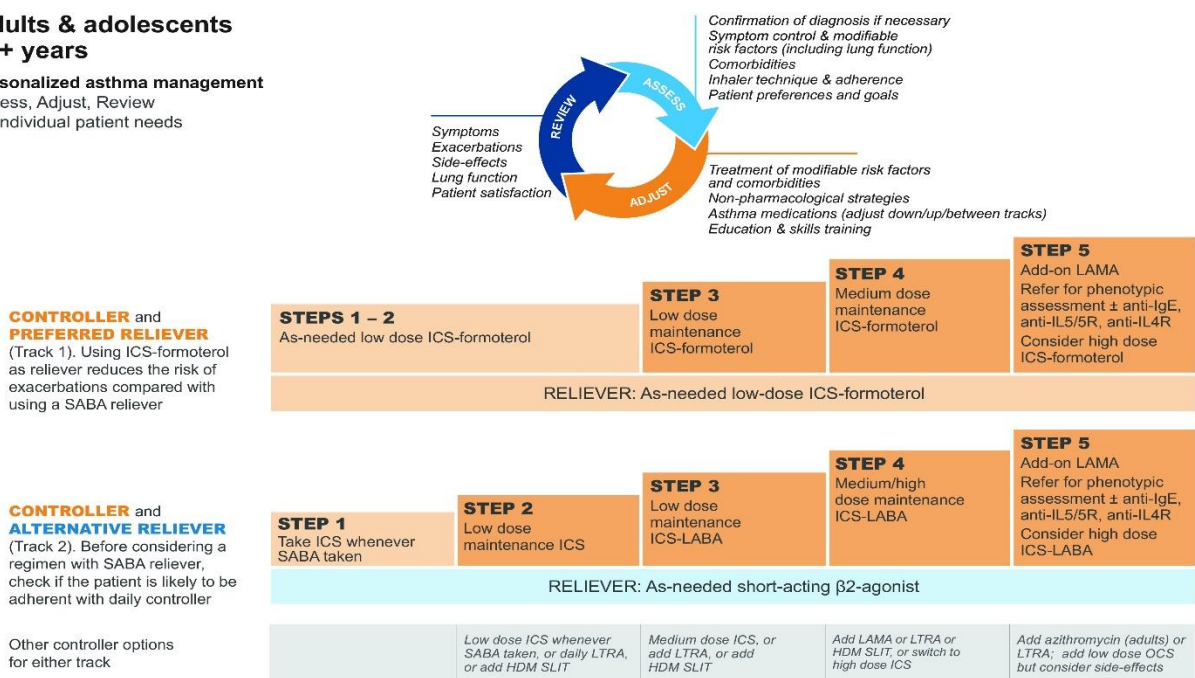 dults & adolescents
+ years
sonalized asthma management
ess, Adjust, Review
ndividual patient needs
Confirmation of diagnosis if necessary
Symptom control & modifiable
risk factors (including lung function)
Comorbidities
Inhaler technique & adherence
Patient preferences and goals
ASSESS
REVIEW
ADJUST
Symptoms
Exacerbations
Side-effects
Lung function
Patient satisfaction
Treatment of modifiable risk factors
and comorbidities
Non-pharmacological strategies
Asthma medications (adjust down/up/between tracks)
Education & skills training
CONTROLLER and
PREFERRED RELIEVER
(Track 1). Using ICS-formoterol
as reliever reduces the risk of
exacerbations compared with
using a SABA reliever
STEPS 1 – 2
As-needed low dose ICS-formoterol
STEP 3
Low dose
maintenance
ICS-formoterol
STEP 4
Medium dose
maintenance
ICS-formoterol
STEP 5
Add-on LAMA
Refer for phenotypic
assessment ± anti-IgE,
anti-IL5/5R, anti-IL4R
Consider high dose
ICS-formoterol
RELIEVER: As-needed low-dose ICS-formoterol
CONTROLLER and
ALTERNATIVE RELIEVER
(Track 2). Before considering a
regimen with SABA reliever,
check if the patient is likely to be
adherent with daily controller
STEP 1
Take ICS whenever
SABA taken
STEP 2
Low dose
maintenance ICS
STEP 3
Low dose
maintenance
ICS-LABA
STEP 4
Medium/high
dose maintenance
ICS-LABA
STEP 5
Add-on LAMA
Refer for phenotypic
assessment ± anti-IgE,
anti-IL5/5R, anti-IL4R
Consider high dose
ICS-LABA
RELIEVER: As-needed short-acting β2-agonist
Other controller options
for either track
Low dose ICS whenever
SABA taken, or daily LTRA,
or add HDM SLIT
Medium dose ICS, or
add LTRA, or add
HDM SLIT
Add LAMA or LTRA or
HDM SLIT, or switch to
high dose ICS
Add azithromycin (adults) or
LTRA; add low dose OCS
but consider side-effects